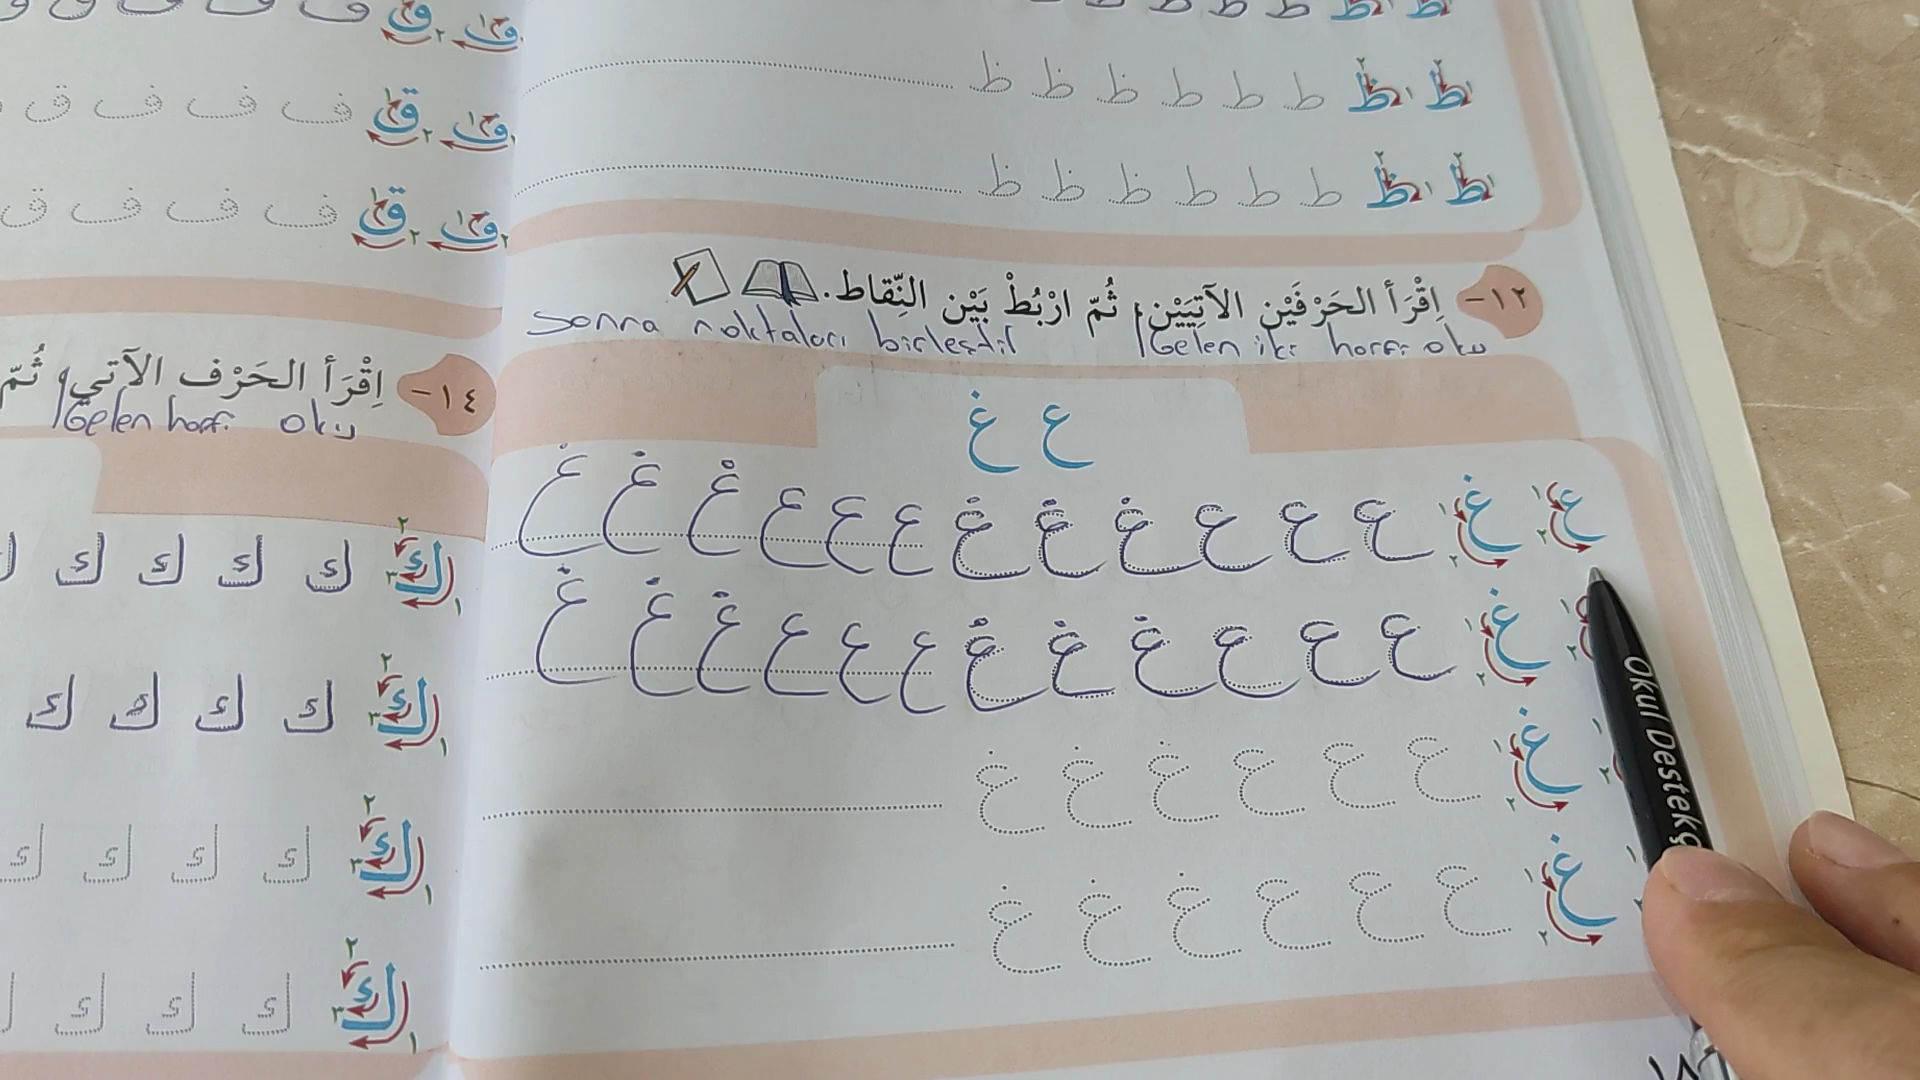 ط ظ ط ط ط ظ ظ ظ
ط ظ ط ط ط ظ ظ ظ
١٢- اِقْرَأ الحَرْفَيْن الآتِيَيْن، ثُمّ ارْبُطْ بَيْن النِّقاط.
Gelen iki harfi oku
sonra noktaları birleştir
ع غ
ع غ ع ع ع غ غ غ ع ع ع غ غ غ
غ ع ع ع غ غ غ ع ع ع غ غ غ
غ ع ع ع غ غ غ
غ ع ع ع غ غ غ
Okul Destek
ف ق ف ف ف ق
ف ق ف ف ف ق
١٤- اِقْرَأ الحَرْف الآتي، ثُمّ
Gelen harfi oku
ك ك ك ك ك
ك ك ك ك ك
ك ك ك ك ك
ك ك ك ك